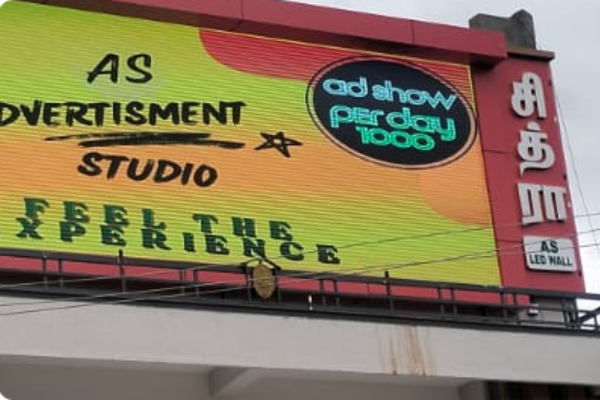 AS
DVERTISMENT
STUDIO
FEEL THE
XPERIENCE
ad show
per day
1000
சித்ரா
AS
LED WALL